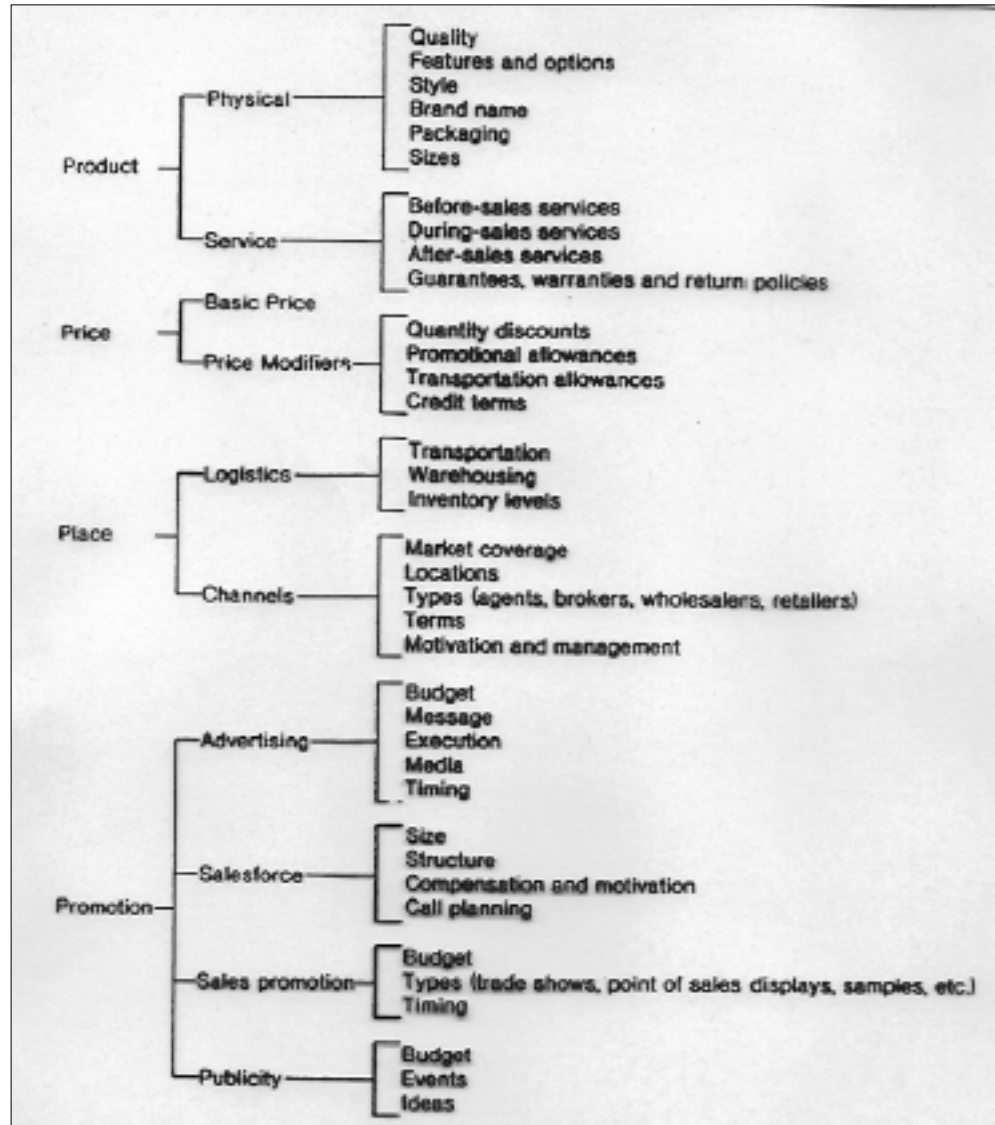 Product
Physical
Quality
Features and options
Style
Brand name
Packaging
Sizes
Service
Before-sales services
During-sales services
After-sales services
Guarantees, warranties and return policies
Price
Basic Price
Price Modifiers
Quantity discounts
Promotional allowances
Transportation allowances
Credit terms
Place
Logistics
Transportation
Warehousing
Inventory levels
Channels
Market coverage
Locations
Types (agents, brokers, wholesalers, retailers)
Terms
Motivation and management
Promotion
Advertising
Budget
Message
Execution
Media
Timing
Salesforce
Size
Structure
Compensation and motivation
Call planning
Sales promotion
Budget
Types (trade shows, point of sales displays, samples, etc.)
Timing
Publicity
Budget
Events
Ideas